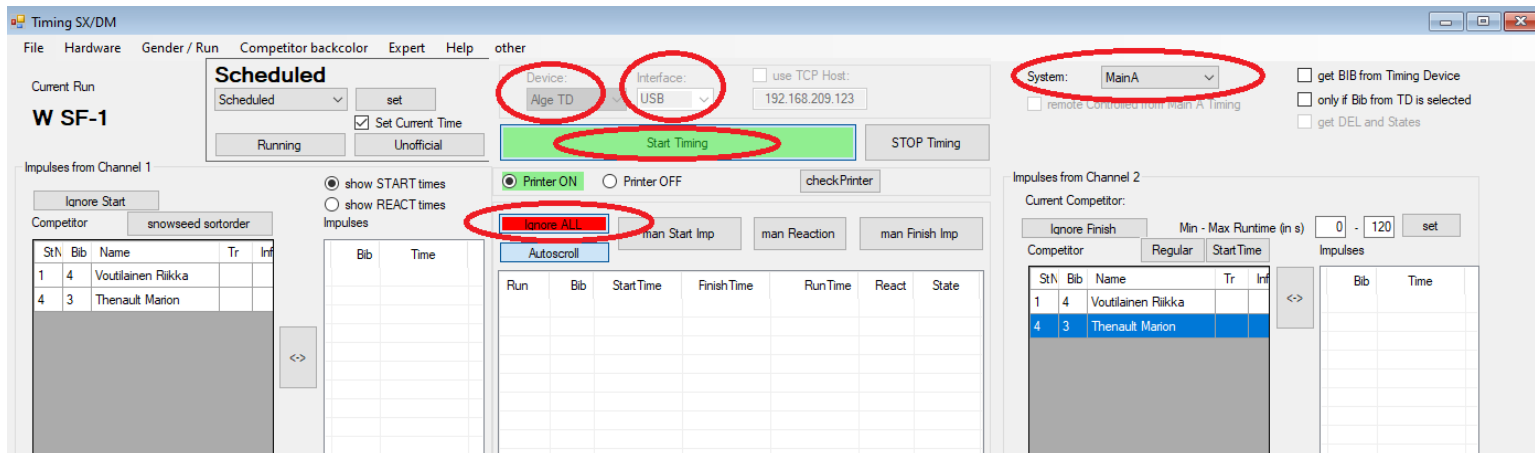 Timing SX/DM
File Hardware Gender / Run Competitor backcolor Expert Help other
Current Run
W SF-1
Scheduled
Scheduled set
Set Current Time
Running Unofficial
Device: Interface: use TCP Host:
Alge TD USB 192.168.209.123
Start Timing STOP Timing
System: MainA
remote Controlled from Main A Timing
get BIB from Timing Device
only if Bib from TD is selected
get DEL and States
Impulses from Channel 1
Ignore Start
show START times
show REACT times
Competitor snowseed sortorder Impulses
StN Bib Name Tr Inf
1 4 Voutilainen Riikka
4 3 Thenault Marion
<->
Bib Time
Printer ON Printer OFF checkPrinter
Ignore ALL man Start Imp man Reaction man Finish Imp
Autoscroll
Run Bib StartTime FinishTime RunTime React State
Impulses from Channel 2
Current Competitor:
Ignore Finish Min - Max Runtime (in s) 0 - 120 set
Competitor Regular StartTime Impulses
StN Bib Name Tr Inf
1 4 Voutilainen Riikka
4 3 Thenault Marion
<->
Bib Time